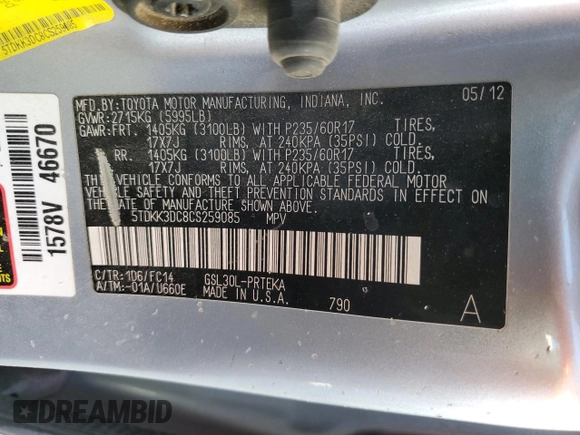 5TDKK3DC8CS259085
MFD.BY:TOYOTA MOTOR MANUFACTURING, INDIANA, INC. 05/12
GVWR:2715KG (5995LB)
GAWR:FRT. 1405KG (3100LB) WITH P235/60R17 TIRES,
17X7J RIMS, AT 240KPA (35PSI) COLD.
RR. 1405KG (3100LB) WITH P235/60R17 TIRES,
17X7J RIMS, AT 240KPA (35PSI) COLD.
THIS VEHICLE CONFORMS TO ALL APPLICABLE FEDERAL MOTOR
VEHICLE SAFETY AND THEFT PREVENTION STANDARDS IN EFFECT ON
THE DATE OF MANUFACTURE SHOWN ABOVE.
5TDKK3DC8CS259085 MPV
C/TR:1D6/FC14 GSL30L-PRTEKA
A/TM:-01A/U660E MADE IN U.S.A. 790 A
1578V 46670
DREAMBID